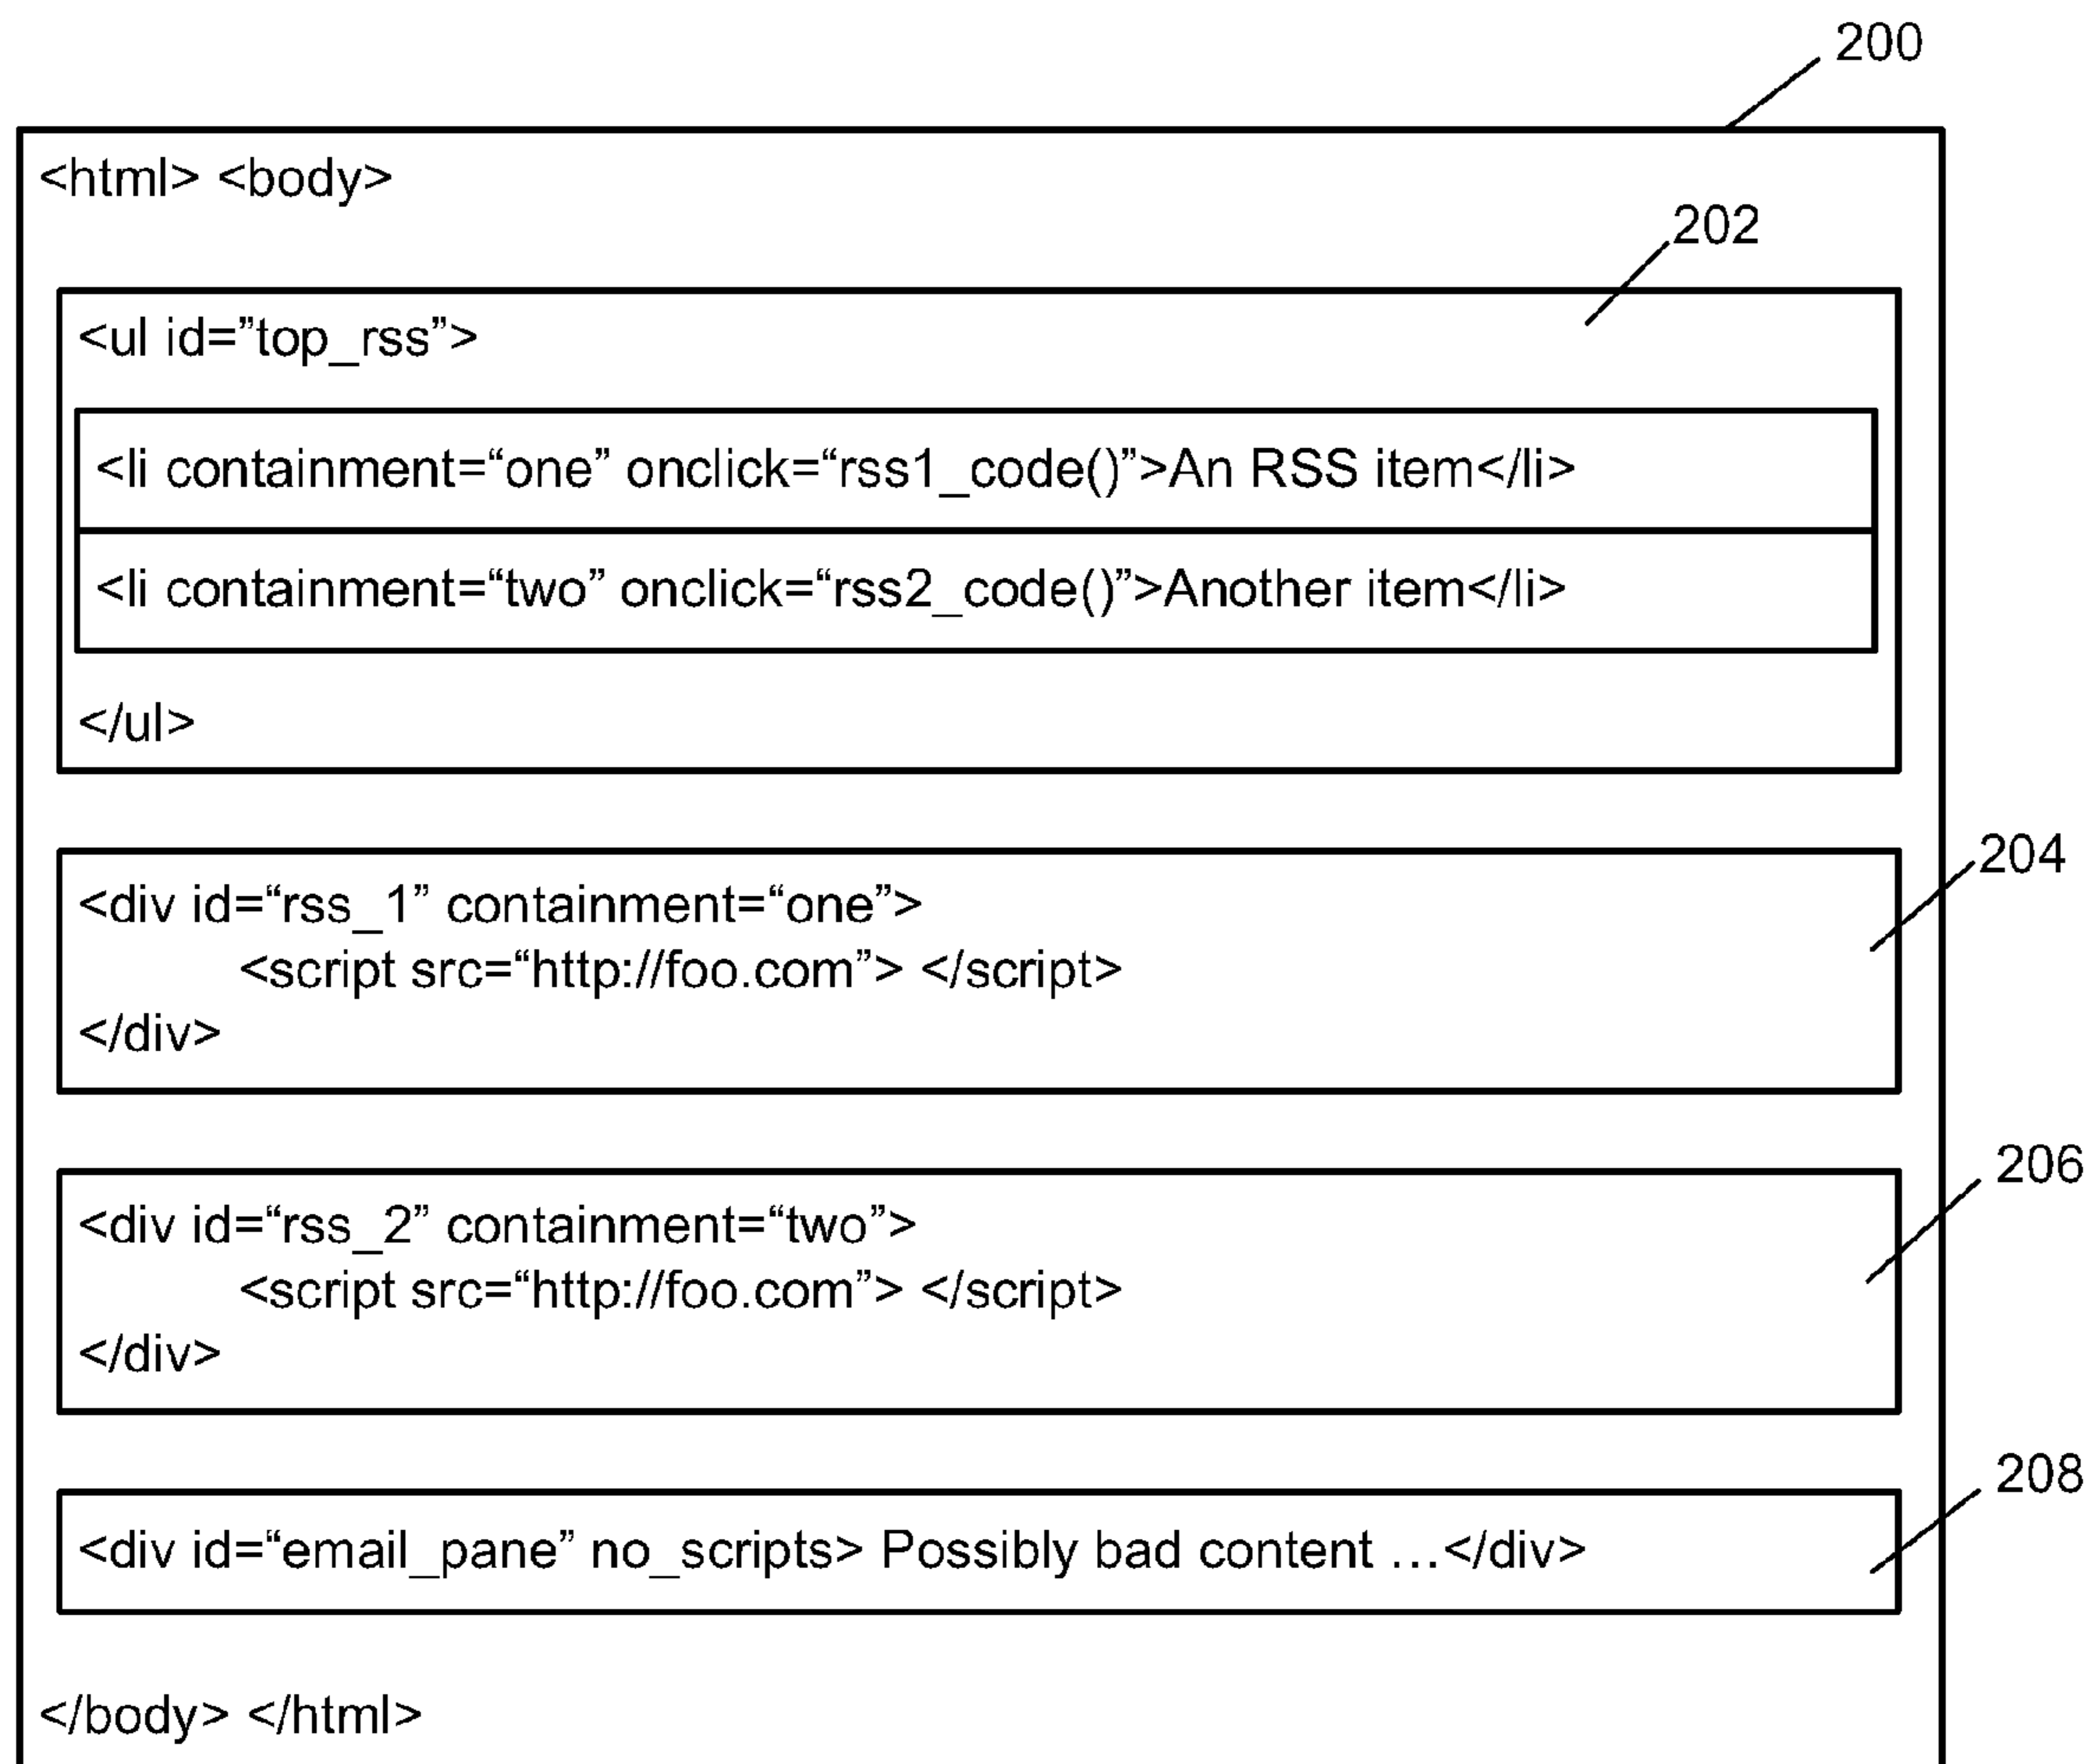 200
<html> <body>
202
<ul id=”top_rss”>
<li containment=“one” onclick=“rss1_code()”>An RSS item</li>
<li containment=“two” onclick=“rss2_code()”>Another item</li>
</ul>
204
<div id=“rss_1” containment=“one”>
<script src=“http://foo.com”> </script>
</div>
206
<div id=“rss_2” containment=“two”>
<script src=“http://foo.com”> </script>
</div>
208
<div id=“email_pane” no_scripts> Possibly bad content …</div>
</body> </html>